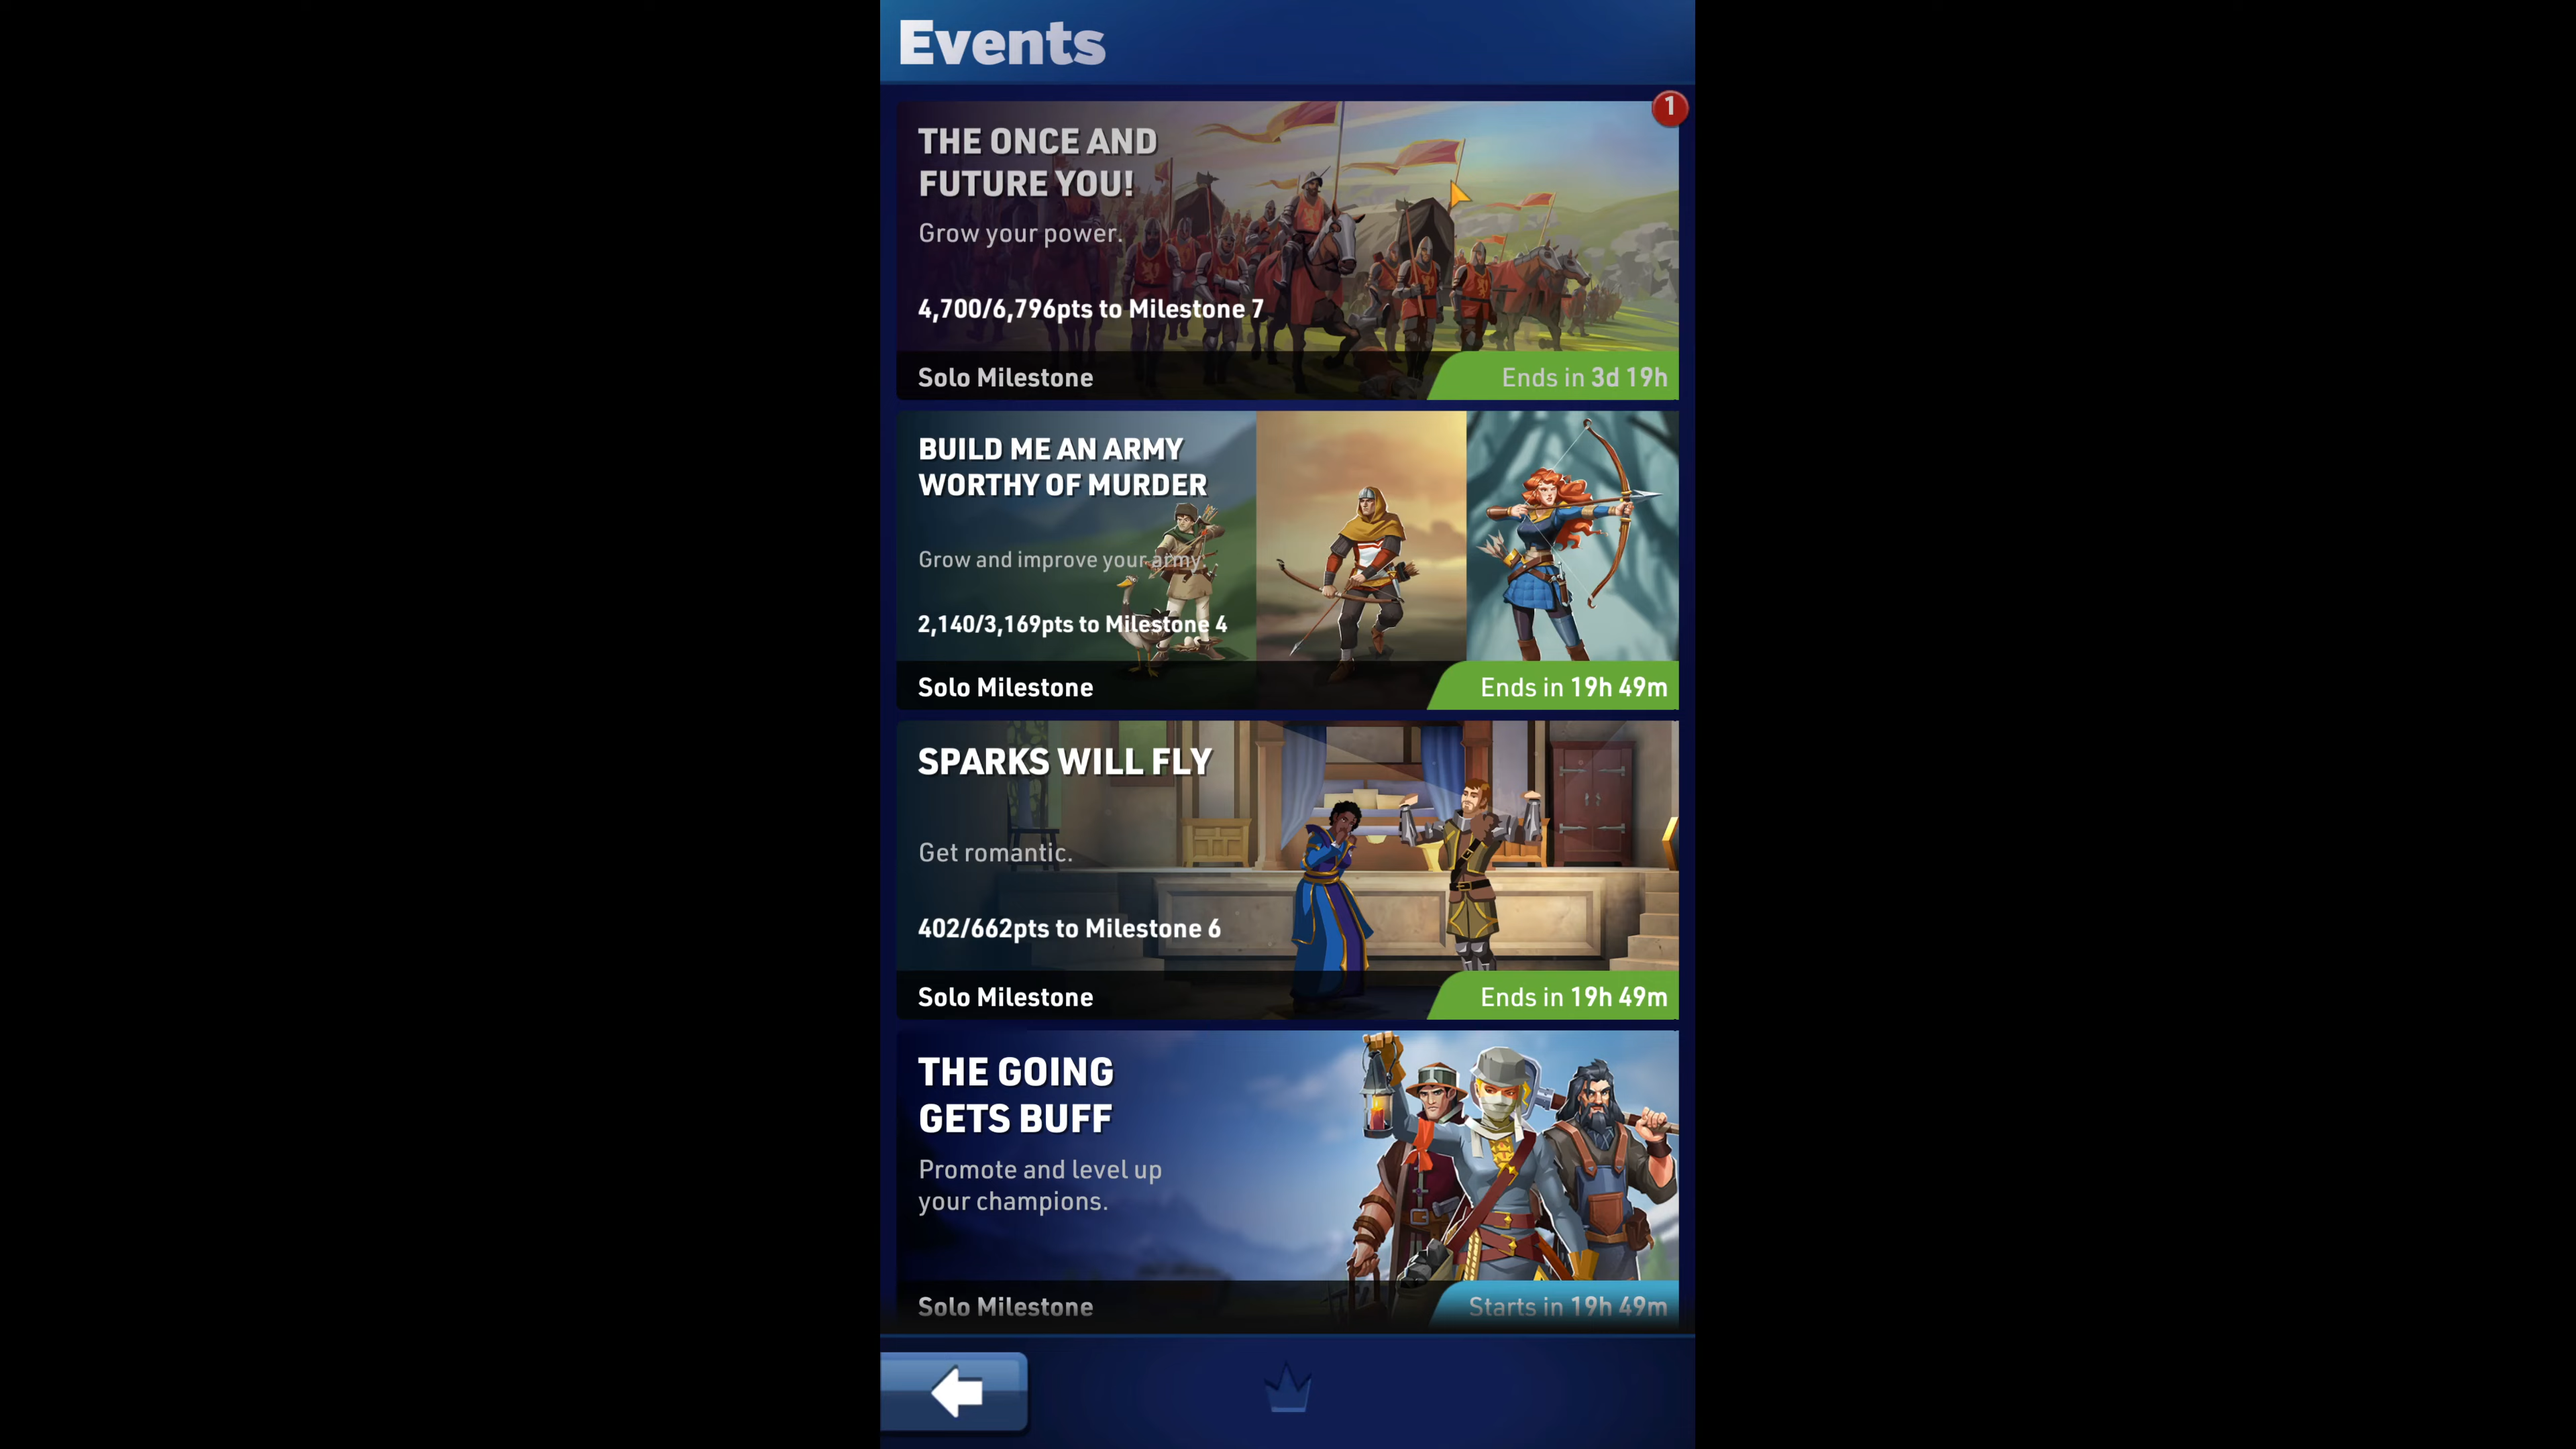 Events
1
THE ONCE AND
FUTURE YOU!
Grow your power.
4,700/6,796pts to Milestone 7
Solo Milestone
Ends in 3d 19h
BUILD ME AN ARMY
WORTHY OF MURDER
Grow and improve your army.
2,140/3,169pts to Milestone 4
Solo Milestone
Ends in 19h 49m
SPARKS WILL FLY
Get romantic.
402/662pts to Milestone 6
Solo Milestone
Ends in 19h 49m
THE GOING
GETS BUFF
Promote and level up
your champions.
Solo Milestone
Starts in 19h 49m